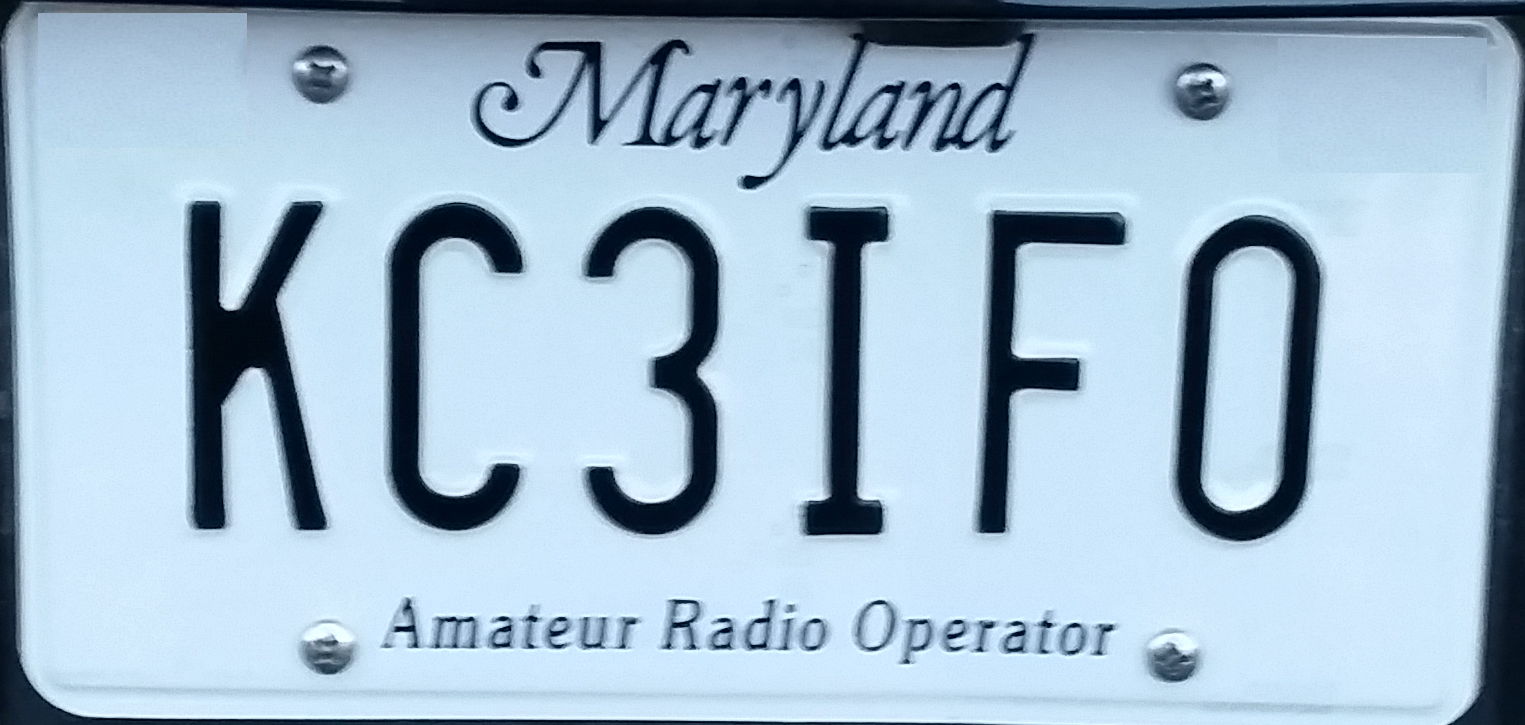 Maryland
KC3IFO
Amateur Radio Operator